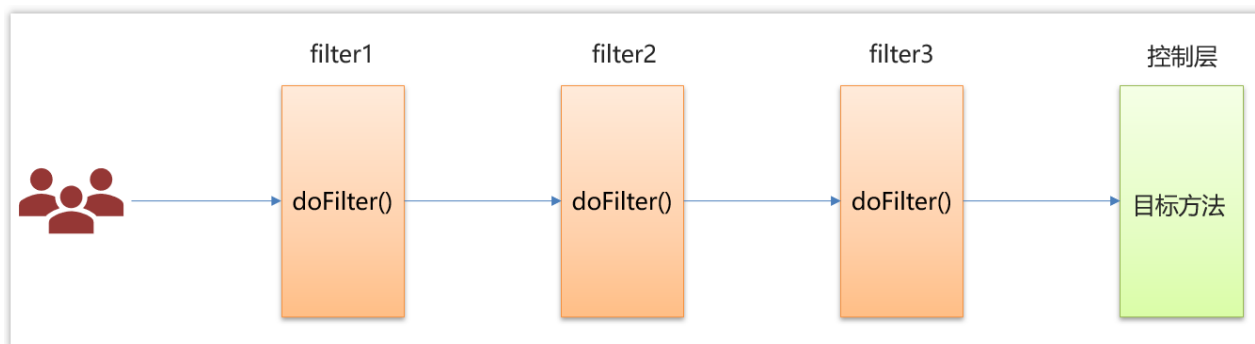 filter1
filter2
filter3
控制层
doFilter()
doFilter()
doFilter()
目标方法